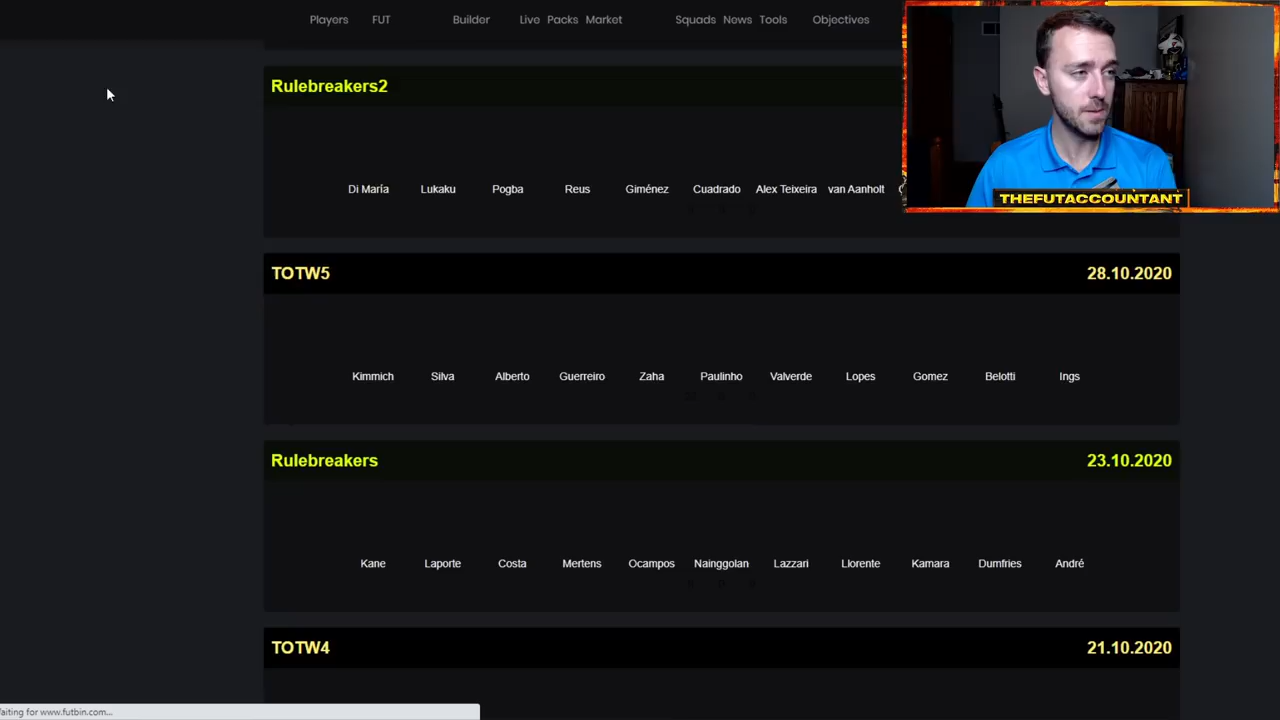 Players FUT Builder Live Packs Market Squads News Tools Objectives
Rulebreakers2
Di María Lukaku Pogba Reus Giménez Cuadrado Alex Teixeira van Aanholt
THEFUTACCOUNTANT
TOTW5 28.10.2020
Kimmich Silva Alberto Guerreiro Zaha Paulinho Valverde Lopes Gomez Belotti Ings
Rulebreakers 23.10.2020
Kane Laporte Costa Mertens Ocampos Nainggolan Lazzari Llorente Kamara Dumfries André
TOTW4 21.10.2020
aiting for www.futbin.com...